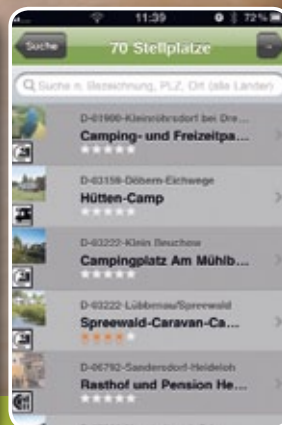 11:39 72%
Suche 70 Stellplätze
Suche n. Bezeichnung, PLZ, Ort (alle Länder)
D-01900-Kleinröhrsdorf bei Dre...
Camping- und Freizeitpa...
D-03159-Döbern-Eichwege
Hütten-Camp
D-03222-Klein Beuchow
Campingplatz Am Mühlb...
D-03222-Lübbenau/Spreewald
Spreewald-Caravan-Ca...
D-06792-Sandersdorf-Heideloh
Rasthof und Pension He...